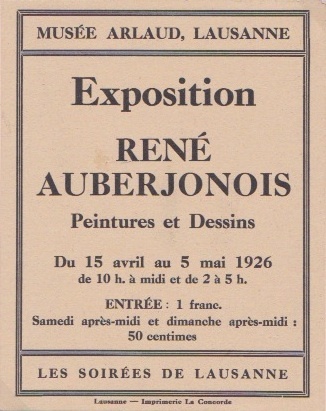 MUSÉE ARLAUD, LAUSANNE
Exposition
RENÉ
AUBERJONOIS
Peintures et Dessins
Du 15 avril au 5 mai 1926
de 10 h. à midi et de 2 à 5 h.
ENTRÉE : 1 franc.
Samedi après-midi et dimanche après-midi :
50 centimes
LES SOIRÉES DE LAUSANNE
Lausanne — Imprimerie La Concorde